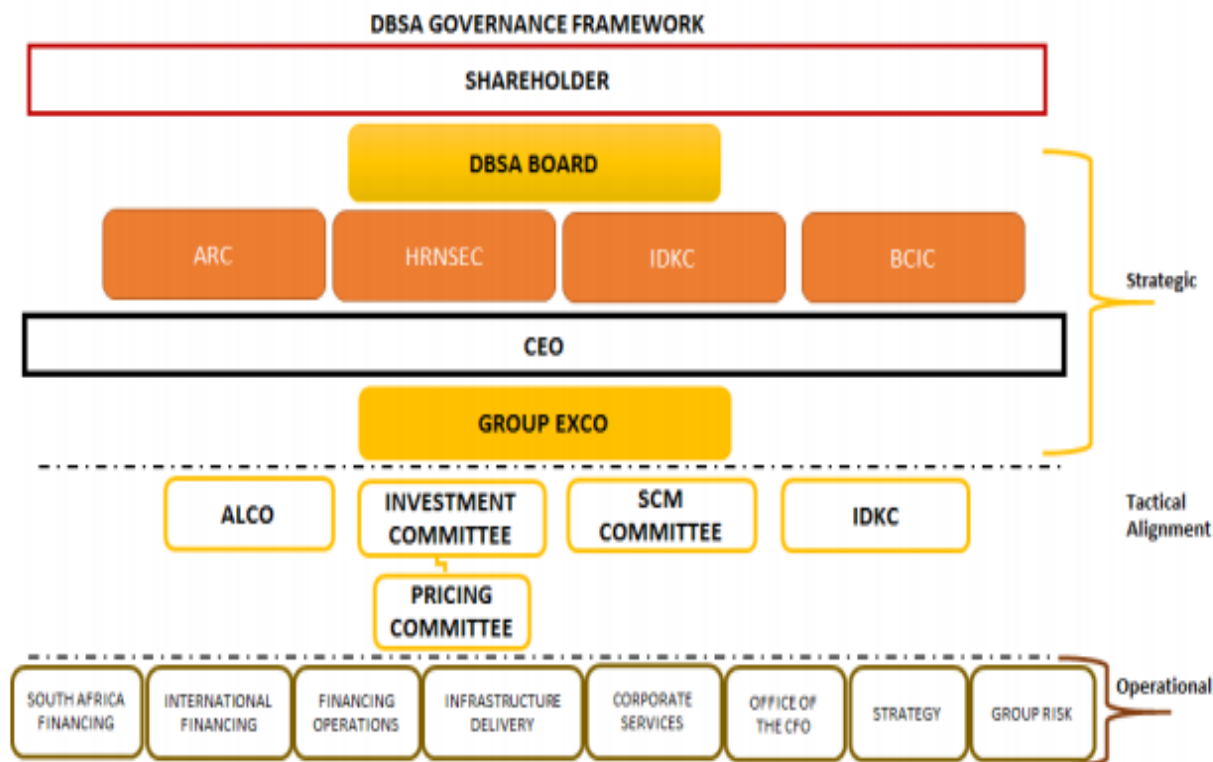 DBSA GOVERNANCE FRAMEWORK
SHAREHOLDER
DBSA BOARD
ARC
HRNSEC
IDKC
BCIC
Strategic
CEO
GROUP EXCO
ALCO
INVESTMENT
COMMITTEE
SCM
COMMITTEE
IDKC
Tactical
Alignment
PRICING
COMMITTEE
SOUTH AFRICA
FINANCING
INTERNATIONAL
FINANCING
FINANCING
OPERATIONS
INFRASTRUCTURE
DELIVERY
CORPORATE
SERVICES
OFFICE OF
THE CFO
STRATEGY
GROUP RISK
Operational